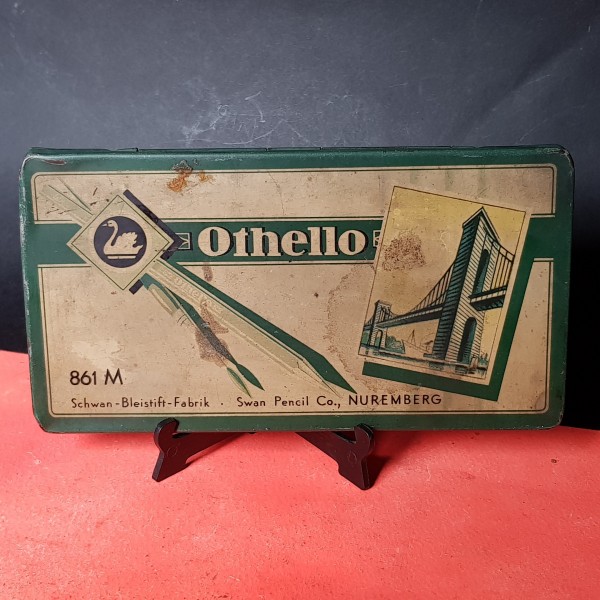 Othello
861 M
Schwan-Bleistift-Fabrik . Swan Pencil Co., NUREMBERG